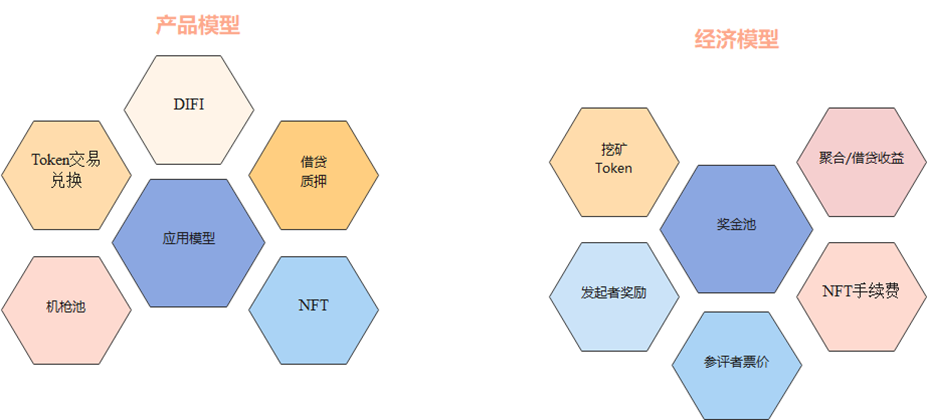 产品模型
DIFI
Token交易
兑换
借贷
质押
应用模型
机枪池
NFT
经济模型
挖矿
Token
聚合/借贷收益
奖金池
发起者奖励
NFT手续费
参评者票价